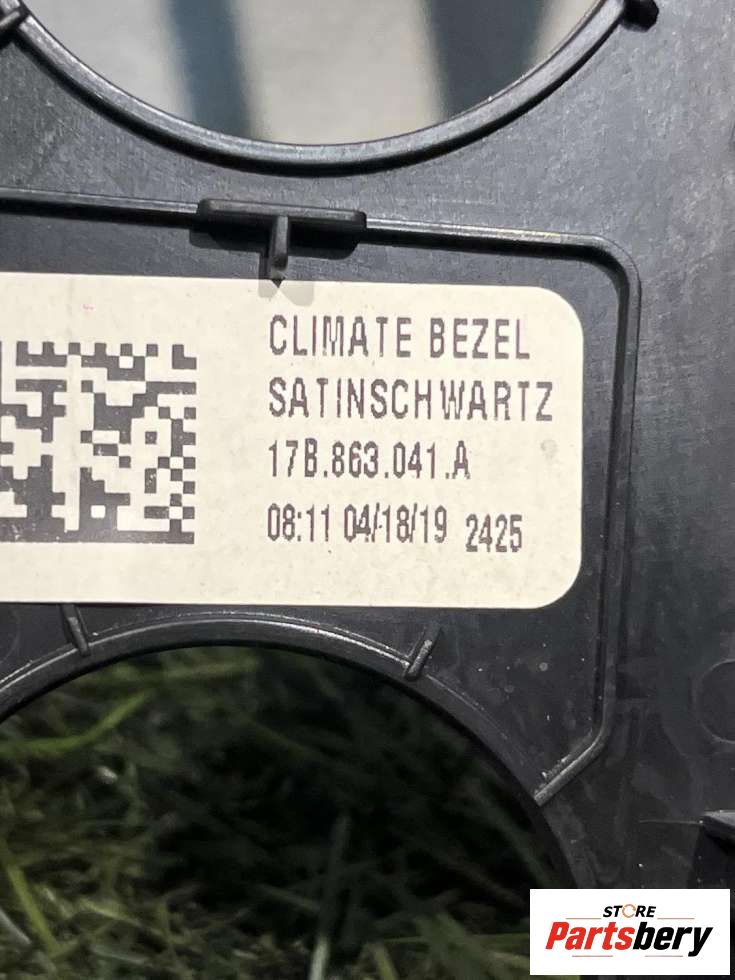 CLIMATE BEZEL
SATINSCHWARTZ
17B.863.041.A
08:11 04/18/19 2425
STORE
Partsbery